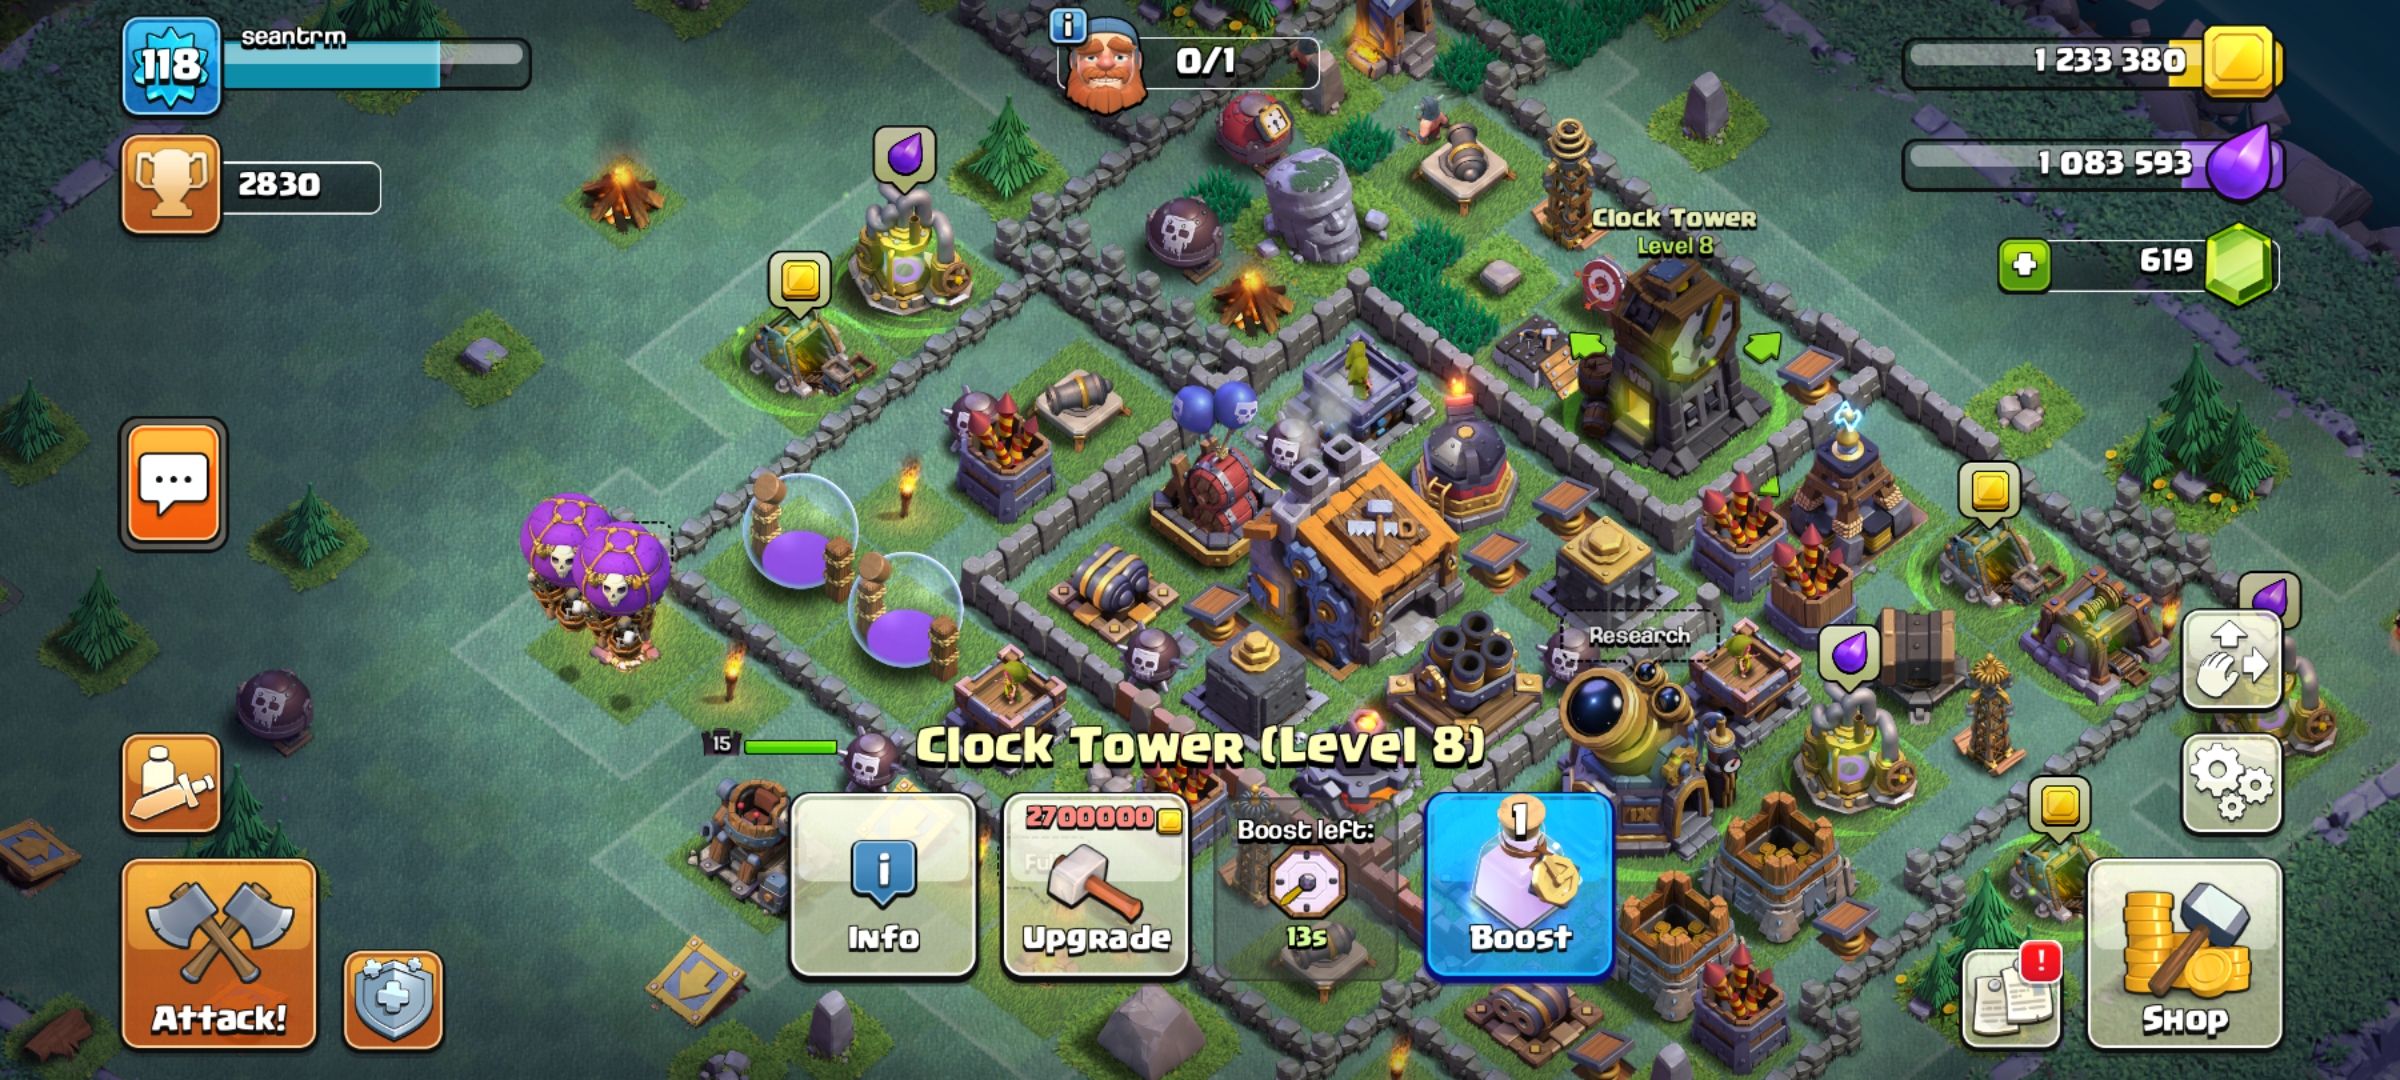 118
seantrm
0/1
1 233 380
2830
1 083 593
Clock Tower
Level 8
619
Research
15
Clock Tower (Level 8)
2700000
Boost left:
1
Info
Upgrade
13s
Boost
Attack!
!
Shop